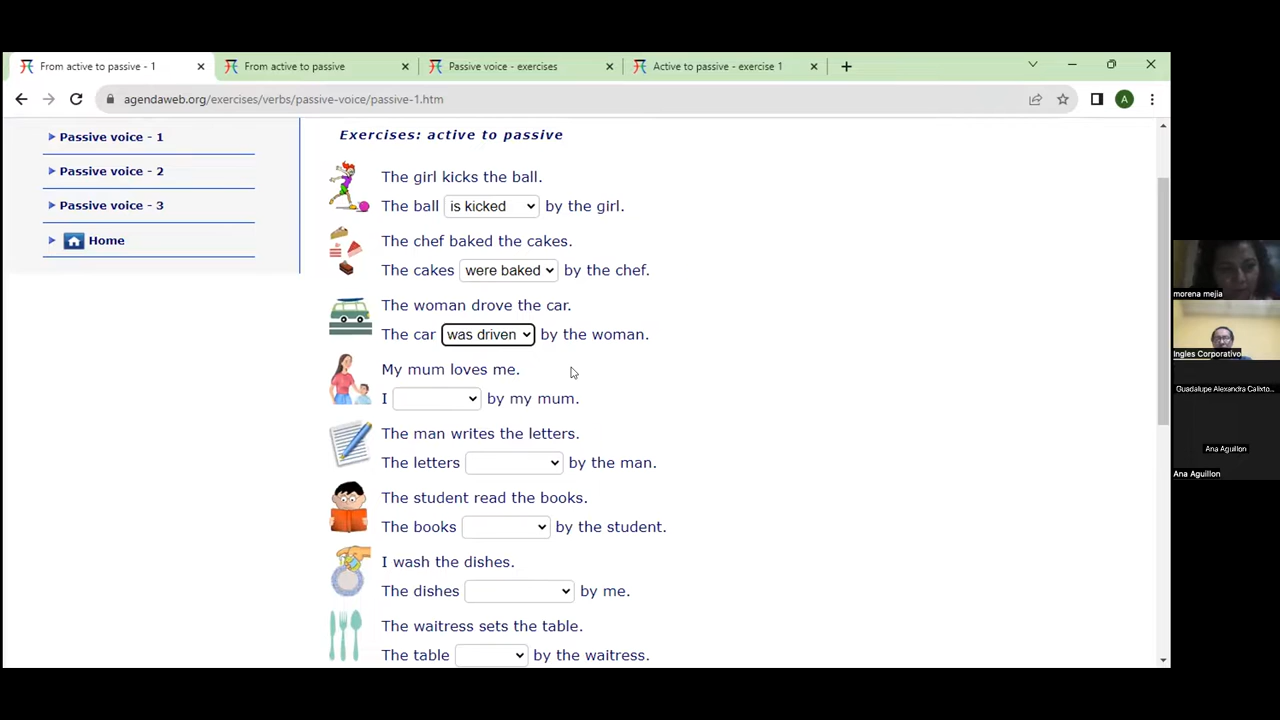 From active to passive - 1
From active to passive
Passive voice - exercises
Active to passive - exercise 1
agendaweb.org/exercises/verbs/passive-voice/passive-1.htm
A
Passive voice - 1
Passive voice - 2
Passive voice - 3
Home
Exercises: active to passive
The girl kicks the ball.
The ball is kicked by the girl.
The chef baked the cakes.
The cakes were baked by the chef.
The woman drove the car.
The car was driven by the woman.
My mum loves me.
I by my mum.
The man writes the letters.
The letters by the man.
The student read the books.
The books by the student.
I wash the dishes.
The dishes by me.
The waitress sets the table.
The table by the waitress.
morena mejia
Ingles Corporativo
Guadalupe Alexandra Calixto...
Ana Aguillon
Ana Aguillon